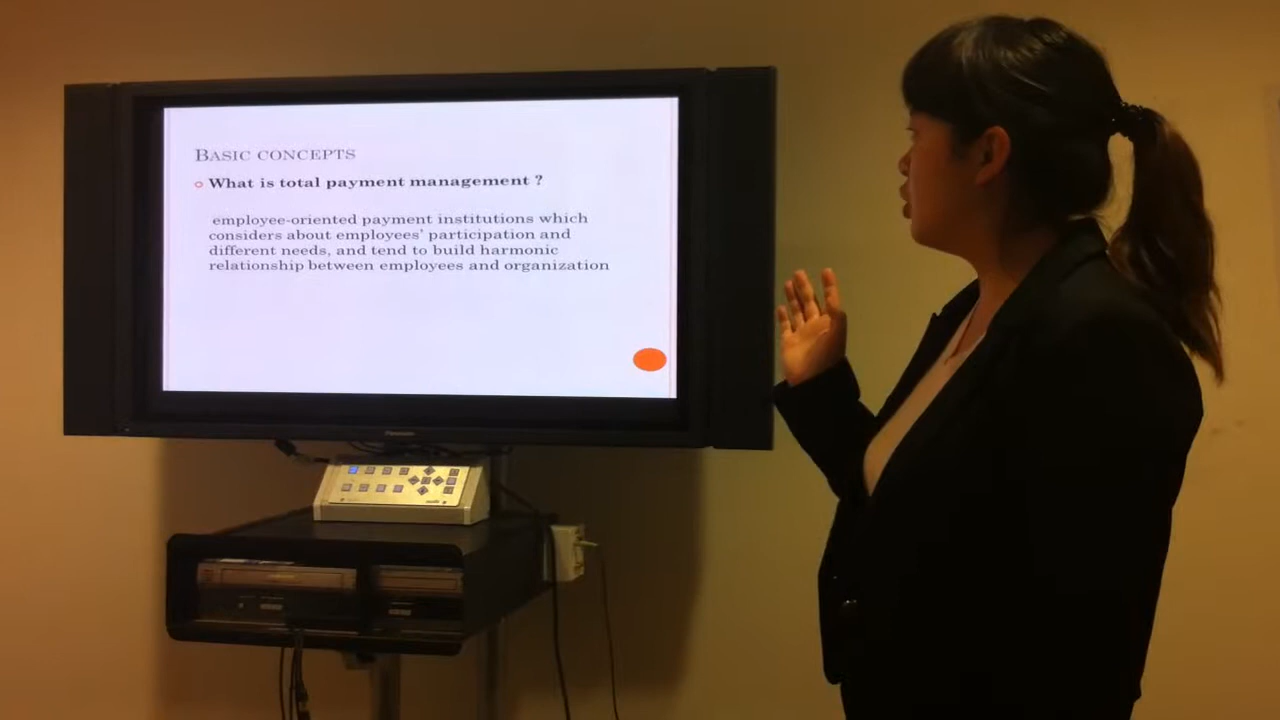 BASIC CONCEPTS
What is total payment management ?
employee-oriented payment institutions which
considers about employees' participation and
different needs, and tend to build harmonic
relationship between employees and organization
Panasonic